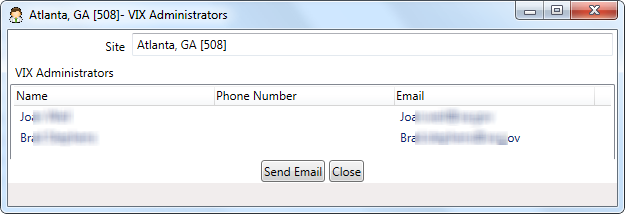 Atlanta, GA [508]- VIX Administrators
Site Atlanta, GA [508]
VIX Administrators
Name Phone Number Email
Send Email Close